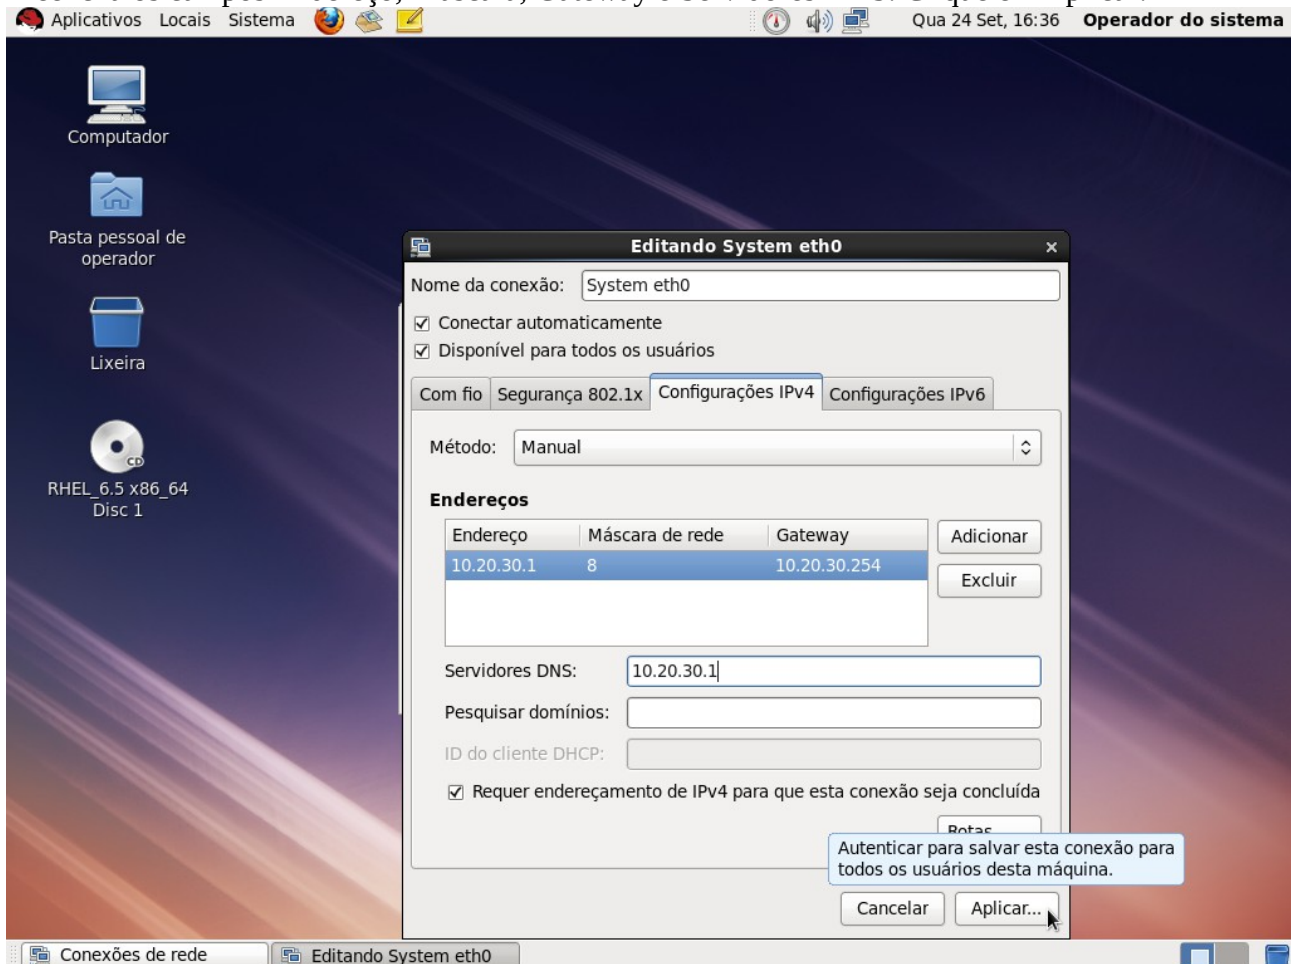 Aplicativos Locais Sistema Qua 24 Set, 16:36 Operador do sistema
Computador
Pasta pessoal de
operador
Lixeira
CD
RHEL_6.5 x86_64
Disc 1
Editando System eth0
Nome da conexão: System eth0
Conectar automaticamente
Disponível para todos os usuários
Com fio Segurança 802.1x Configurações IPv4 Configurações IPv6
Método: Manual
Endereços
Endereço Máscara de rede Gateway Adicionar
10.20.30.1 8 10.20.30.254
Excluir
Servidores DNS: 10.20.30.1
Pesquisar domínios:
ID do cliente DHCP:
Requer endereçamento de IPv4 para que esta conexão seja concluída
Rotas
Autenticar para salvar esta conexão para
todos os usuários desta máquina.
Cancelar Aplicar...
Conexões de rede Editando System eth0